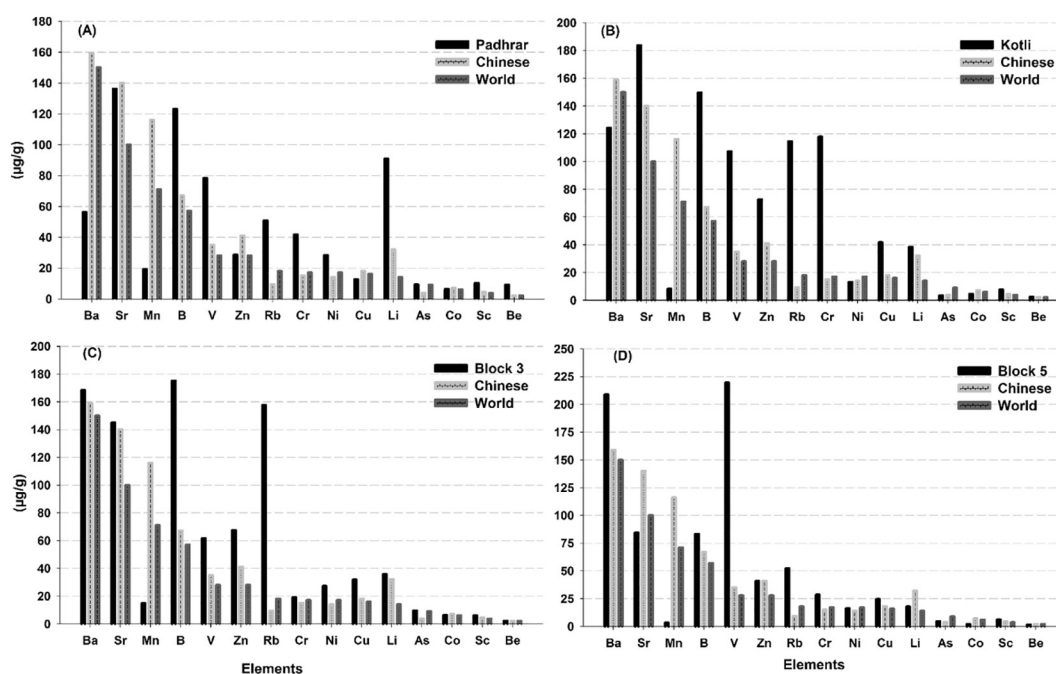 (A)
Padhrar
Chinese
World
180
160
140
120
100
80
60
40
20
0
(µg/g)
Ba Sr Mn B V Zn Rb Cr Ni Cu Li As Co Sc Be
(B)
Kotli
Chinese
World
200
180
160
140
120
100
80
60
40
20
0
Ba Sr Mn B V Zn Rb Cr Ni Cu Li As Co Sc Be
(C)
Block 3
Chinese
World
200
180
160
140
120
100
80
60
40
20
0
(µg/g)
Ba Sr Mn B V Zn Rb Cr Ni Cu Li As Co Sc Be
Elements
(D)
Block 5
Chinese
World
250
225
200
175
150
125
100
75
50
25
0
Ba Sr Mn B V Zn Rb Cr Ni Cu Li As Co Sc Be
Elements